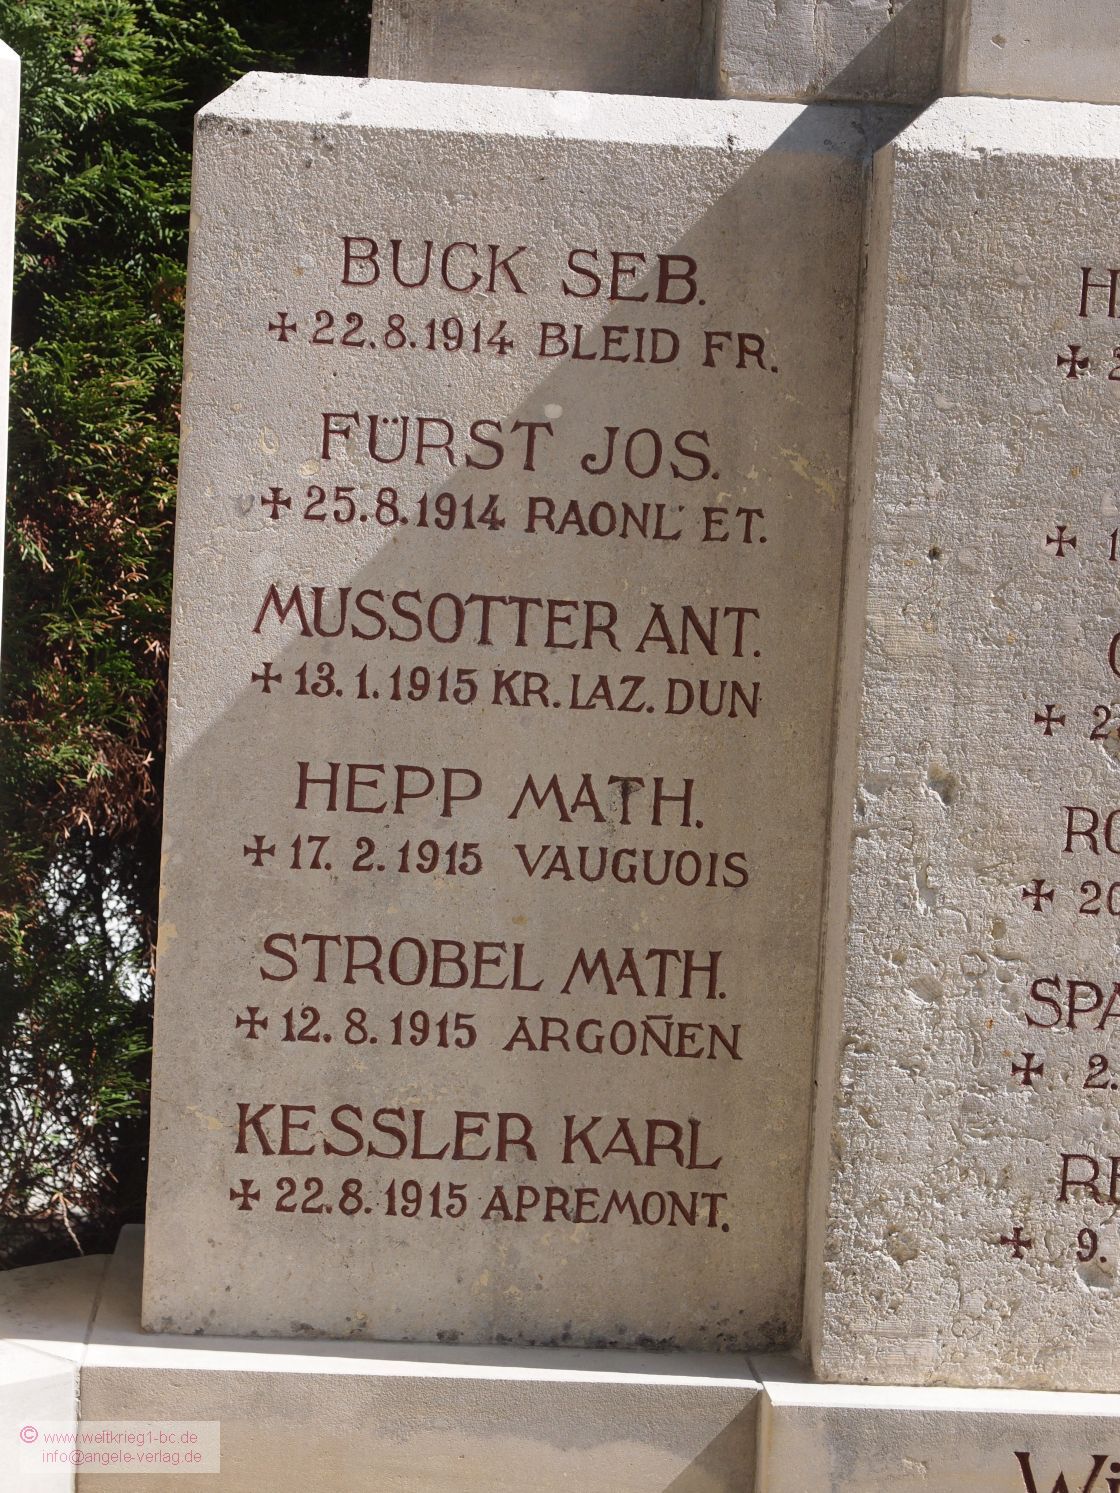 BUCK SEB.
+22.8.1914 BLEID FR.
FÜRST JOS.
+25.8.1914 RAONL' ET.
MUSSOTTER ANT.
+13.1.1915 KR.LAZ.DUN
HEPP MATH.
+17.2.1915 VAUGUOIS
STROBEL MATH.
+12.8.1915 ARGOÑEN
KESSLER KARL
+22.8.1915 APREMONT.
© www.weltkrieg1-bc.de
info@angele-verlag.de